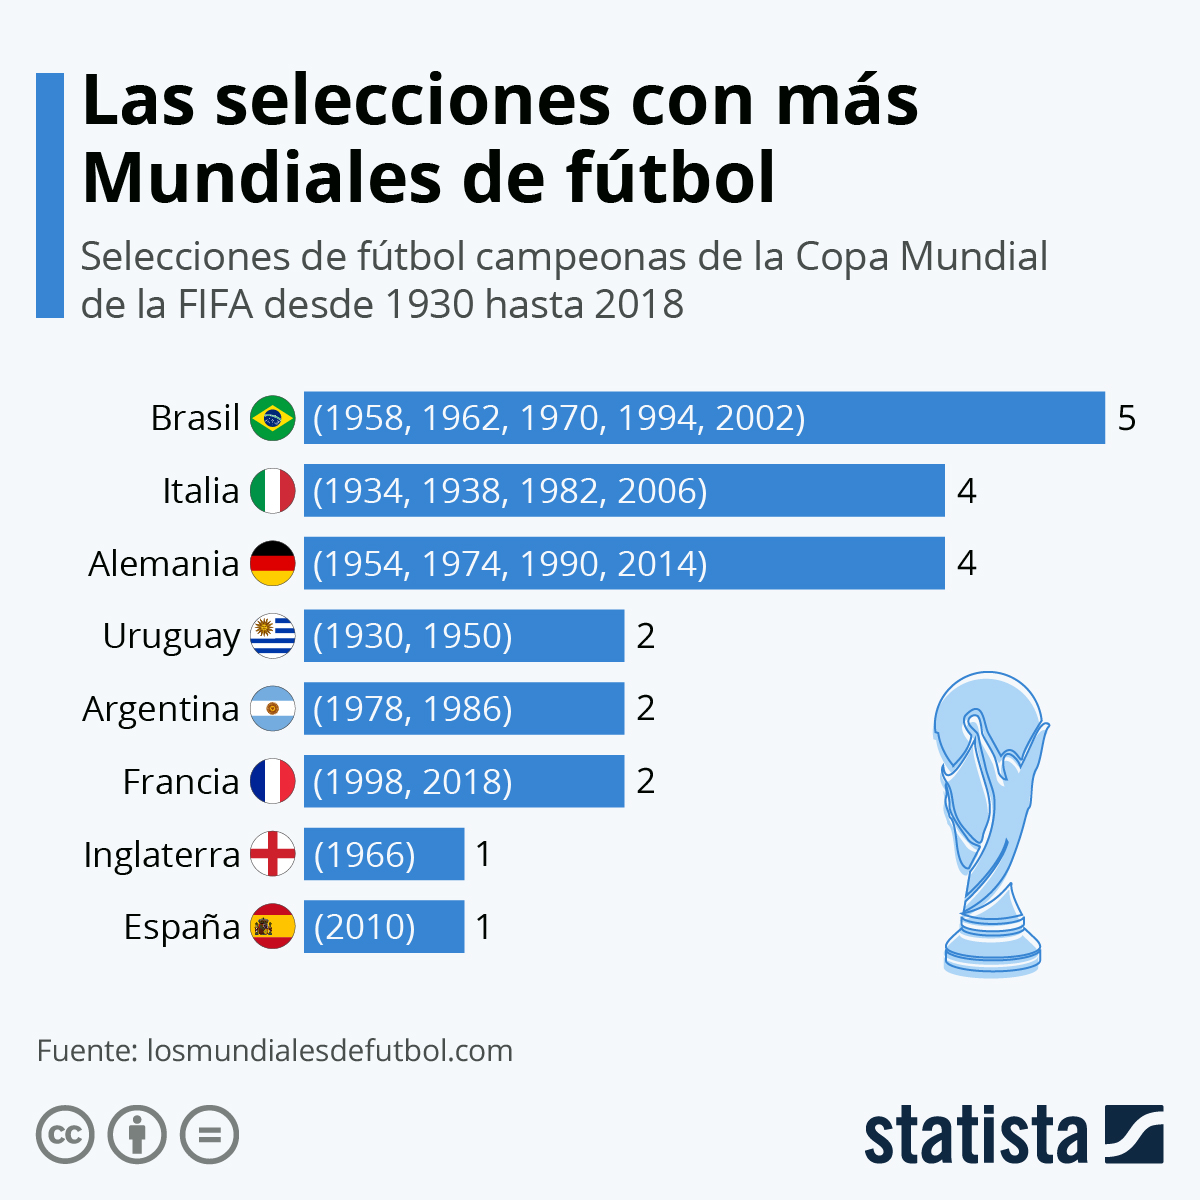 Las selecciones con más
Mundiales de fútbol
Selecciones de fútbol campeonas de la Copa Mundial
de la FIFA desde 1930 hasta 2018
Brasil (1958, 1962, 1970, 1994, 2002) 5
Italia (1934, 1938, 1982, 2006) 4
Alemania (1954, 1974, 1990, 2014) 4
Uruguay (1930, 1950) 2
Argentina (1978, 1986) 2
Francia (1998, 2018) 2
Inglaterra (1966) 1
España (2010) 1
Fuente: losmundialesdefutbol.com
cc
statista